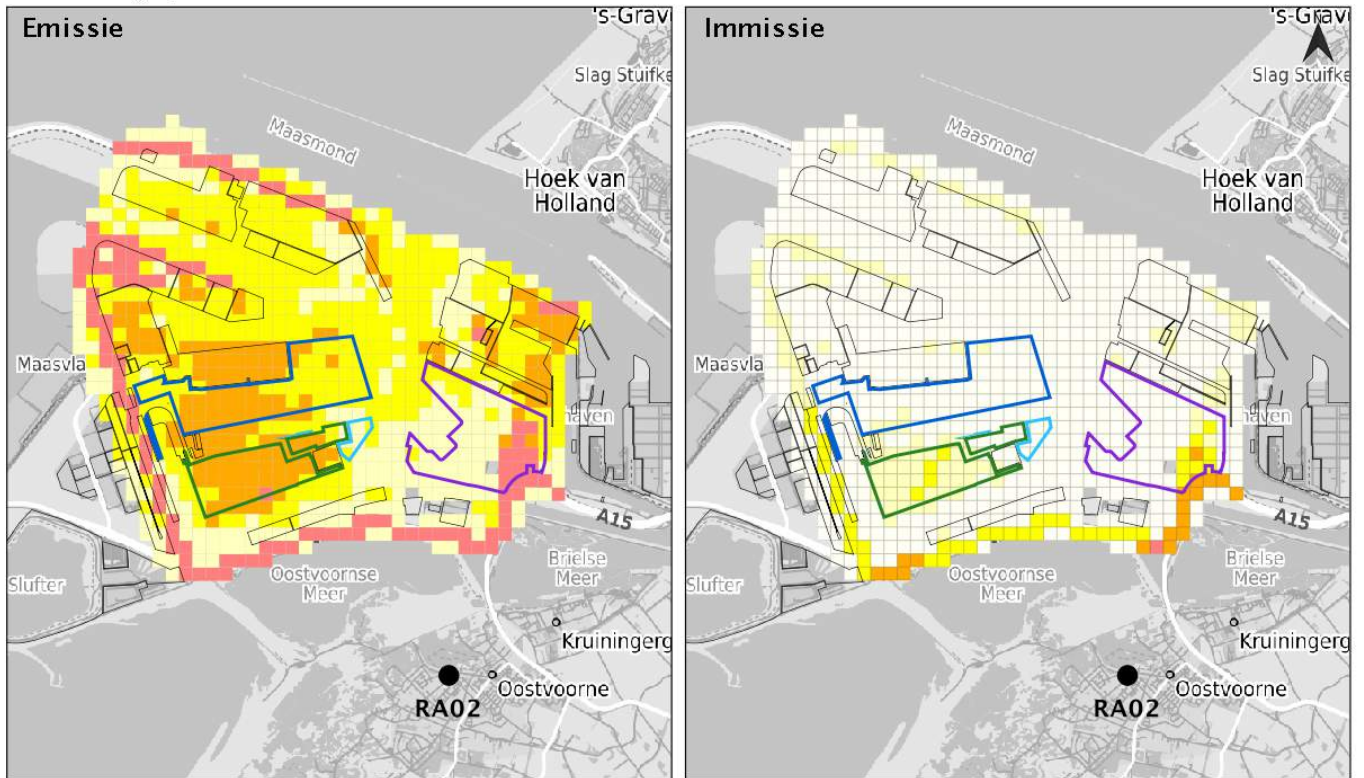 Emissie
's-Grav
Slag Stuifke
Maasmond
Hoek van
Holland
Maasvla
haven
A15
Slufter
Oostvoornse
Meer
Brielse
Meer
Kruiningerg
Oostvoorne
RA02
Immissie
's-Grav
Slag Stuifke
Maasmond
Hoek van
Holland
Maasvla
haven
A15
Slufter
Oostvoornse
Meer
Brielse
Meer
Kruiningerg
Oostvoorne
RA02